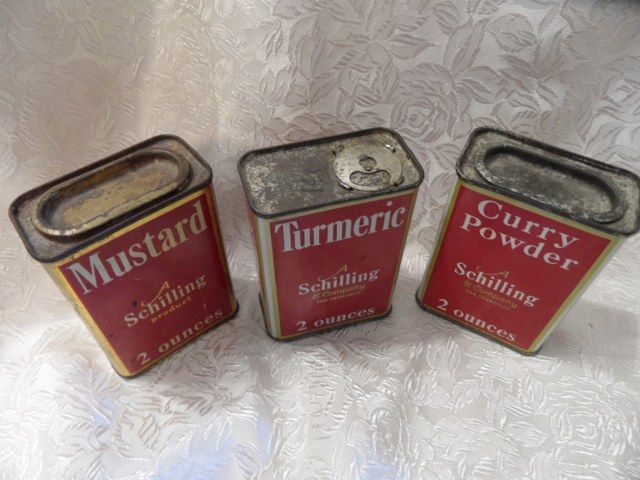 Mustard
A
Schilling
product
2 ounces
Turmeric
A
Schilling
& Company
SAN FRANCISCO
2 ounces
Curry
Powder
A
Schilling
& Company
SAN FRANCISCO
2 ounces